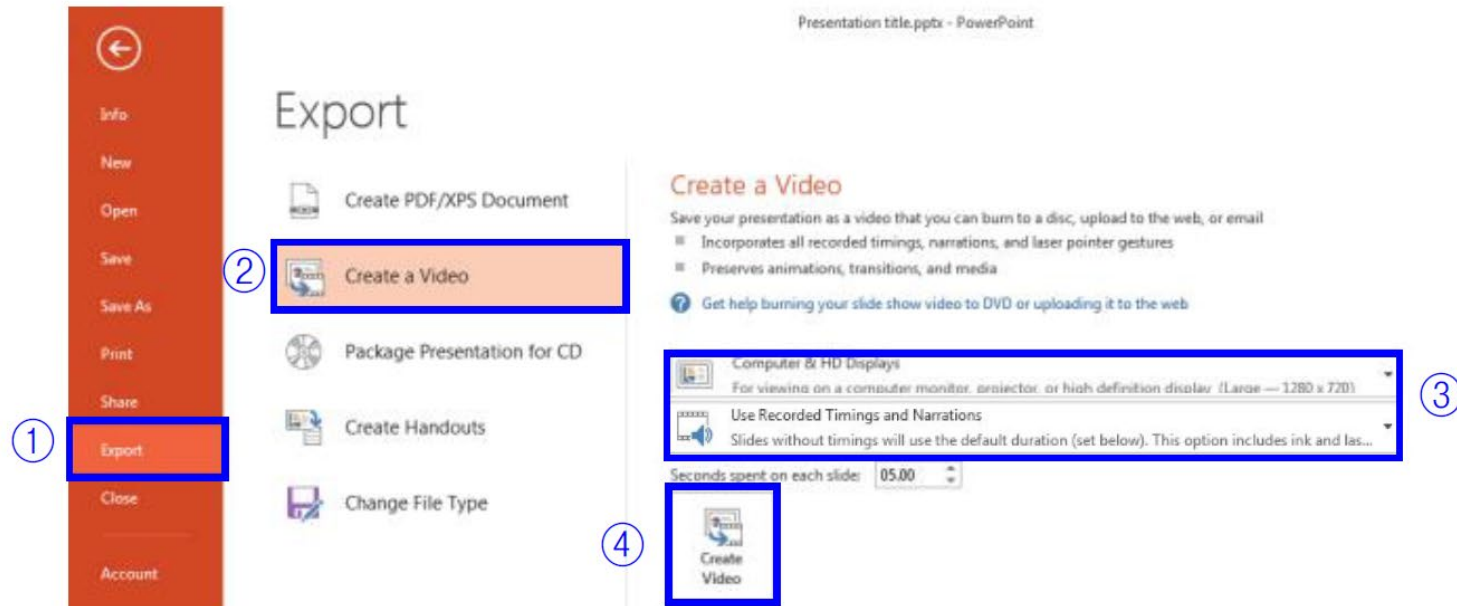 Presentation title.pptx - PowerPoint
Info
New
Open
Save
Save As
Print
Share
① Export
Close
Account
Export
Create PDF/XPS Document
② Create a Video
Package Presentation for CD
Create Handouts
Change File Type
Create a Video
Save your presentation as a video that you can burn to a disc, upload to the web, or email
Incorporates all recorded timings, narrations, and laser pointer gestures
Preserves animations, transitions, and media
Get help burning your slide show video to DVD or uploading it to the web
Computer & HD Displays
For viewing on a computer monitor, projector, or high definition display (Large — 1280 x 720)
③
Use Recorded Timings and Narrations
Slides without timings will use the default duration (set below). This option includes ink and las...
Seconds spent on each slide: 05.00
④ Create
Video